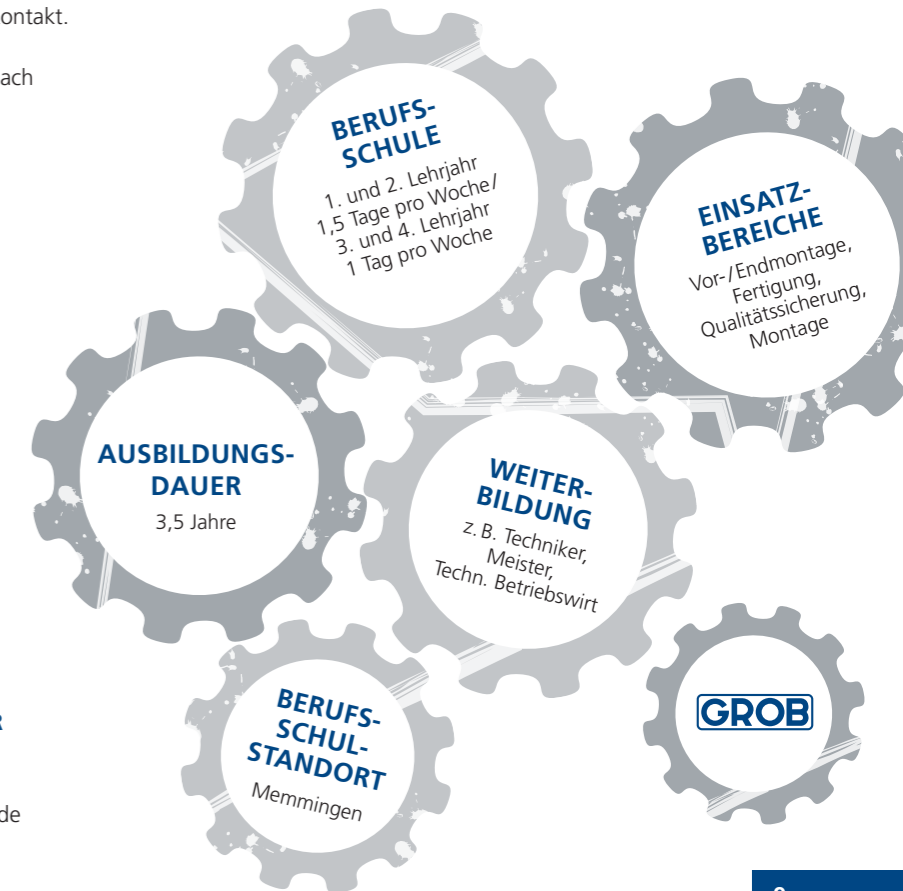 ontakt.
ach
BERUFS-
SCHULE
1. und 2. Lehrjahr
1,5 Tage pro Woche/
3. und 4. Lehrjahr
1 Tag pro Woche
EINSATZ-
BEREICHE
Vor-/Endmontage,
Fertigung,
Qualitätssicherung,
Montage
AUSBILDUNGS-
DAUER
3,5 Jahre
WEITER-
BILDUNG
z. B. Techniker,
Meister,
Techn. Betriebswirt
BERUFS-
SCHUL-
STANDORT
Memmingen
GROB
R
de